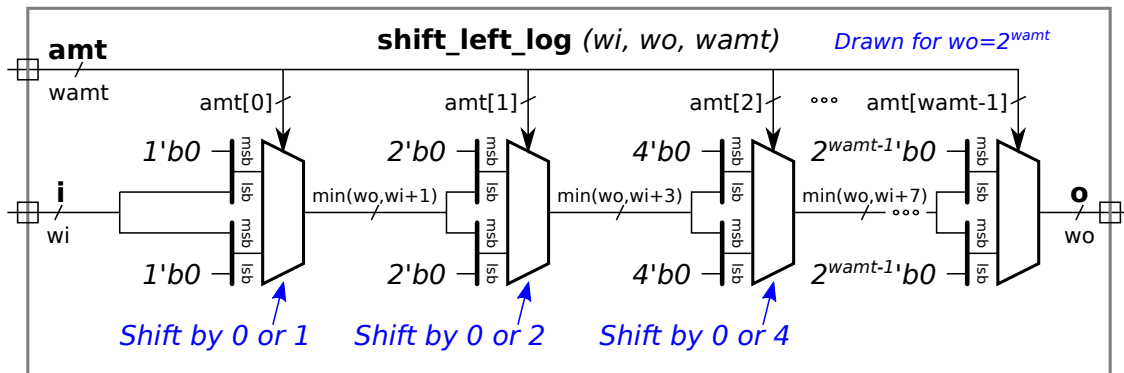 shift_left_log (wi, wo, wamt)
Drawn for wo=2^wamt
amt
wamt
amt[0]
amt[1]
amt[2]
°°°
amt[wamt-1]
1'b0
msb
lsb
2'b0
msb
lsb
4'b0
msb
lsb
2^wamt-1'b0
msb
lsb
i
wi
min(wo,wi+1)
min(wo,wi+3)
min(wo,wi+7)
°°°
o
wo
1'b0
msb
lsb
2'b0
msb
lsb
4'b0
msb
lsb
2^wamt-1'b0
msb
lsb
Shift by 0 or 1
Shift by 0 or 2
Shift by 0 or 4